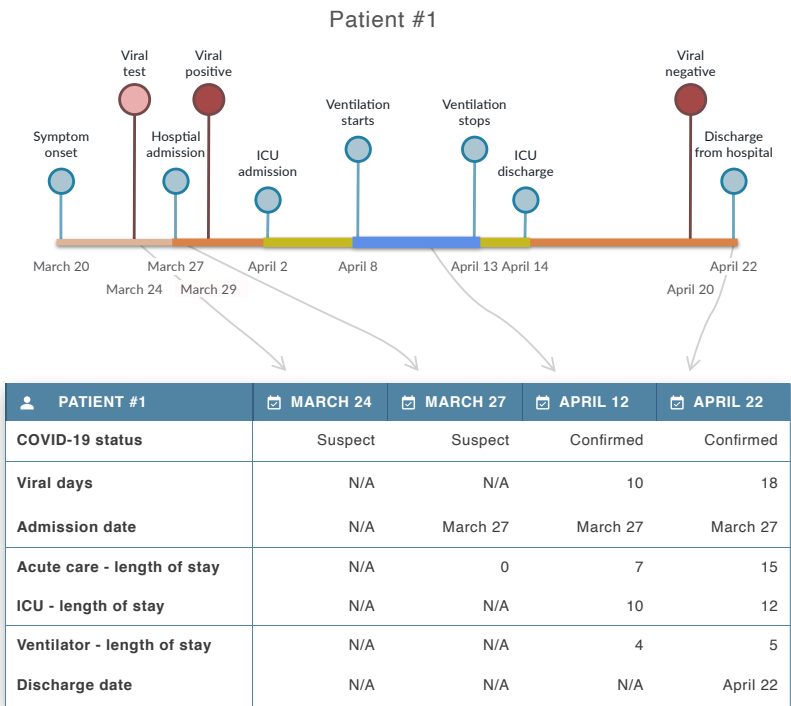 Patient #1
Viral
test
Viral
positive
Viral
negative
Ventilation
starts
Ventilation
stops
Symptom
onset
Hosptial
admission
Discharge
from hospital
ICU
admission
ICU
discharge
March 20
March 27
April 2
April 8
April 13
April 14
April 22
March 24
March 29
April 20
PATIENT #1 MARCH 24 MARCH 27 APRIL 12 APRIL 22
COVID-19 status Suspect Suspect Confirmed Confirmed
Viral days N/A N/A 10 18
Admission date N/A March 27 March 27 March 27
Acute care - length of stay N/A 0 7 15
ICU - length of stay N/A N/A 10 12
Ventilator - length of stay N/A N/A 4 5
Discharge date N/A N/A N/A April 22